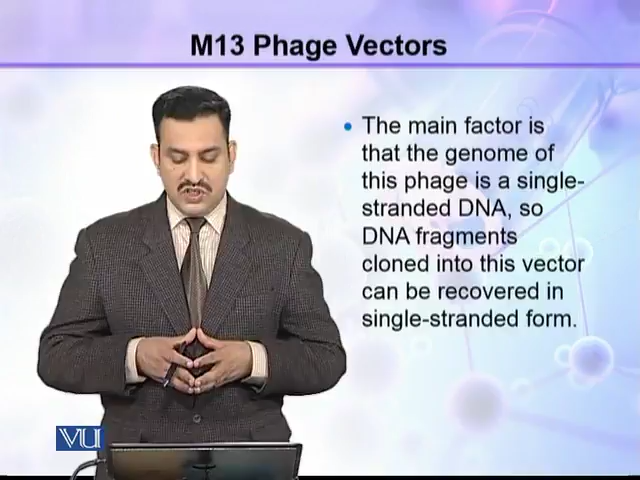 M13 Phage Vectors
• The main factor is
that the genome of
this phage is a single-
stranded DNA, so
DNA fragments
cloned into this vector
can be recovered in
single-stranded form.
VU